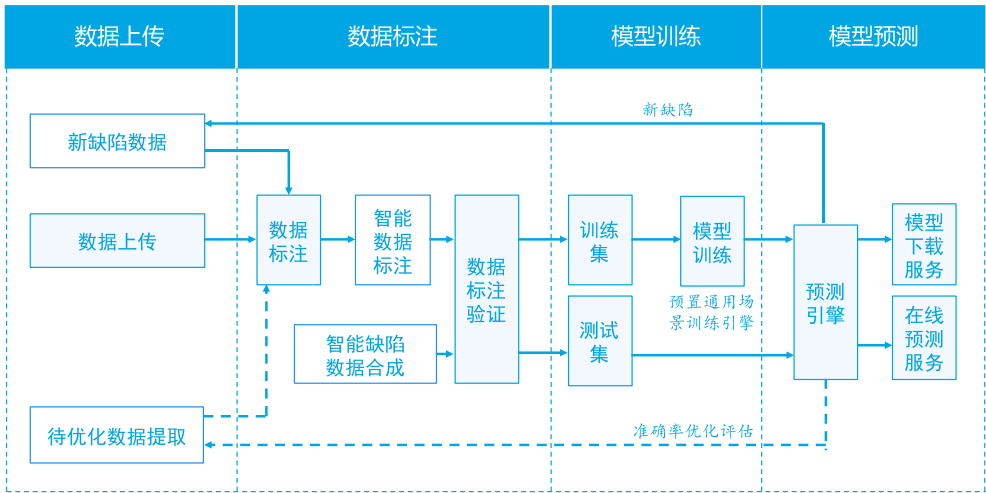 数据上传
数据标注
模型训练
模型预测
新缺陷
新缺陷数据
数据上传
数据
标注
智能
数据
标注
数据
标注
验证
智能缺陷
数据合成
训练
集
模型
训练
预置通用场
景训练引擎
测试
集
预测
引擎
模型
下载
服务
在线
预测
服务
待优化数据提取
准确率优化评估